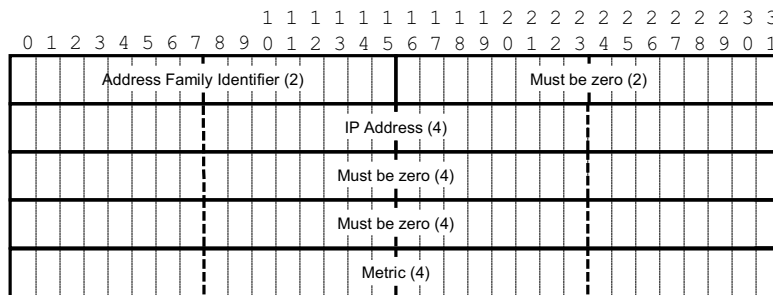 1 1 1 1 1 1 1 1 1 1 2 2 2 2 2 2 2 2 2 2 3 3
0 1 2 3 4 5 6 7 8 9 0 1 2 3 4 5 6 7 8 9 0 1 2 3 4 5 6 7 8 9 0 1
Address Family Identifier (2) Must be zero (2)
IP Address (4)
Must be zero (4)
Must be zero (4)
Metric (4)